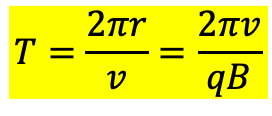 T = 2πr / v = 2πv / qB